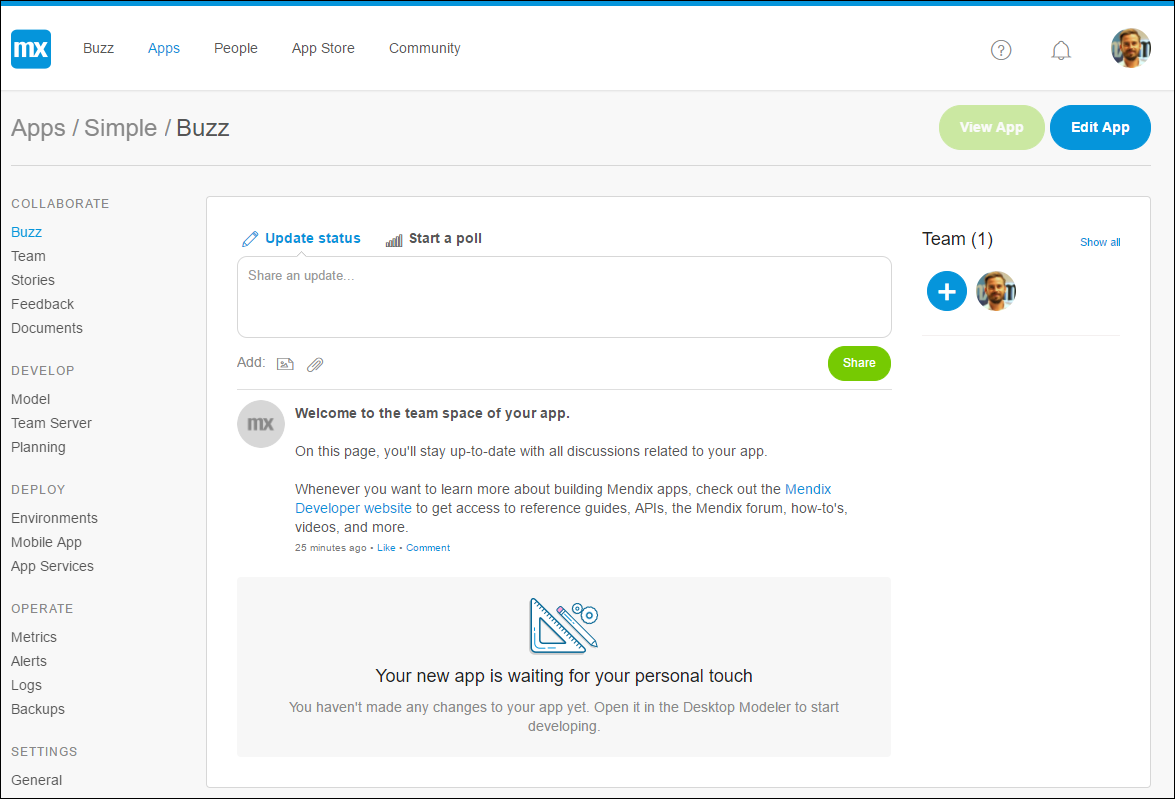 mx Buzz Apps People App Store Community ?
Apps / Simple / Buzz View App Edit App
COLLABORATE
Buzz
Team
Stories
Feedback
Documents
DEVELOP
Model
Team Server
Planning
DEPLOY
Environments
Mobile App
App Services
OPERATE
Metrics
Alerts
Logs
Backups
SETTINGS
General
Update status Start a poll
Share an update...
Add: Share
mx
Welcome to the team space of your app.
On this page, you'll stay up-to-date with all discussions related to your app.
Whenever you want to learn more about building Mendix apps, check out the Mendix
Developer website to get access to reference guides, APIs, the Mendix forum, how-to's,
videos, and more.
25 minutes ago • Like • Comment
Your new app is waiting for your personal touch
You haven't made any changes to your app yet. Open it in the Desktop Modeler to start
developing.
Team (1) Show all